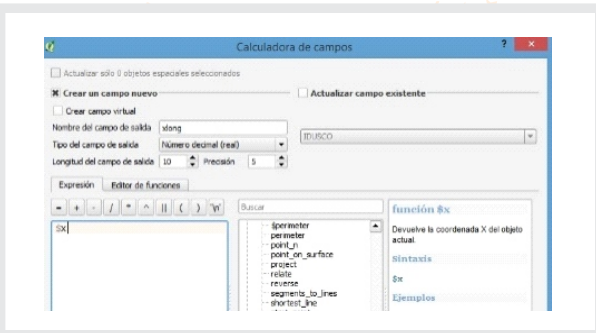 Calculadora de campos
Actualizar sólo 0 objetos espaciales seleccionados
Crear un campo nuevo
Actualizar campo existente
Crear campo virtual
Nombre del campo de salida xlong
Tipo del campo de salida Número decimal (real)
IDUSCO
Longitud del campo de salida 10 Precisión 5
Expresión Editor de funciones
= + - / * ^ || ( ) '\n'
Buscar
$x
$perimeter
perimeter
point_n
point_on_surface
project
relate
reverse
segments_to_lines
shortest_line
función $x
Devuelve la coordenada X del objeto
actual.
Sintaxis
$x
Ejemplos